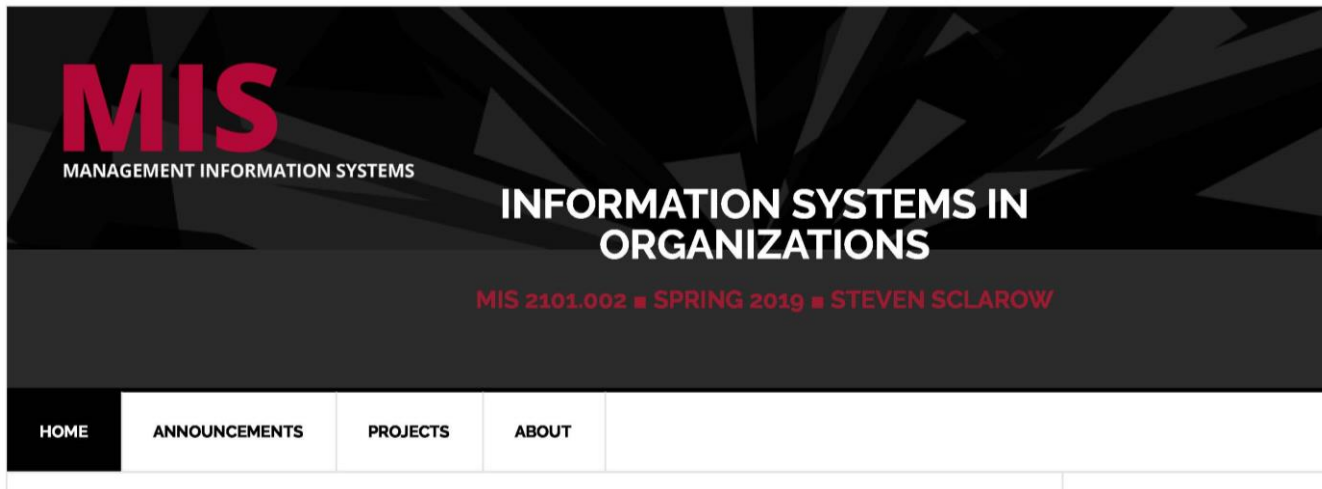 MIS
MANAGEMENT INFORMATION SYSTEMS
INFORMATION SYSTEMS IN
ORGANIZATIONS
MIS 2101.002 ■ SPRING 2019 ■ STEVEN SCLAROW
HOME ANNOUNCEMENTS PROJECTS ABOUT